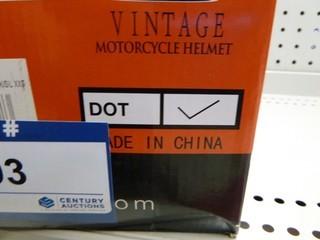 VINTAGE
MOTORCYCLE HELMET
DOT
ADE IN CHINA
#
03
CENTURY
AUCTIONS
om